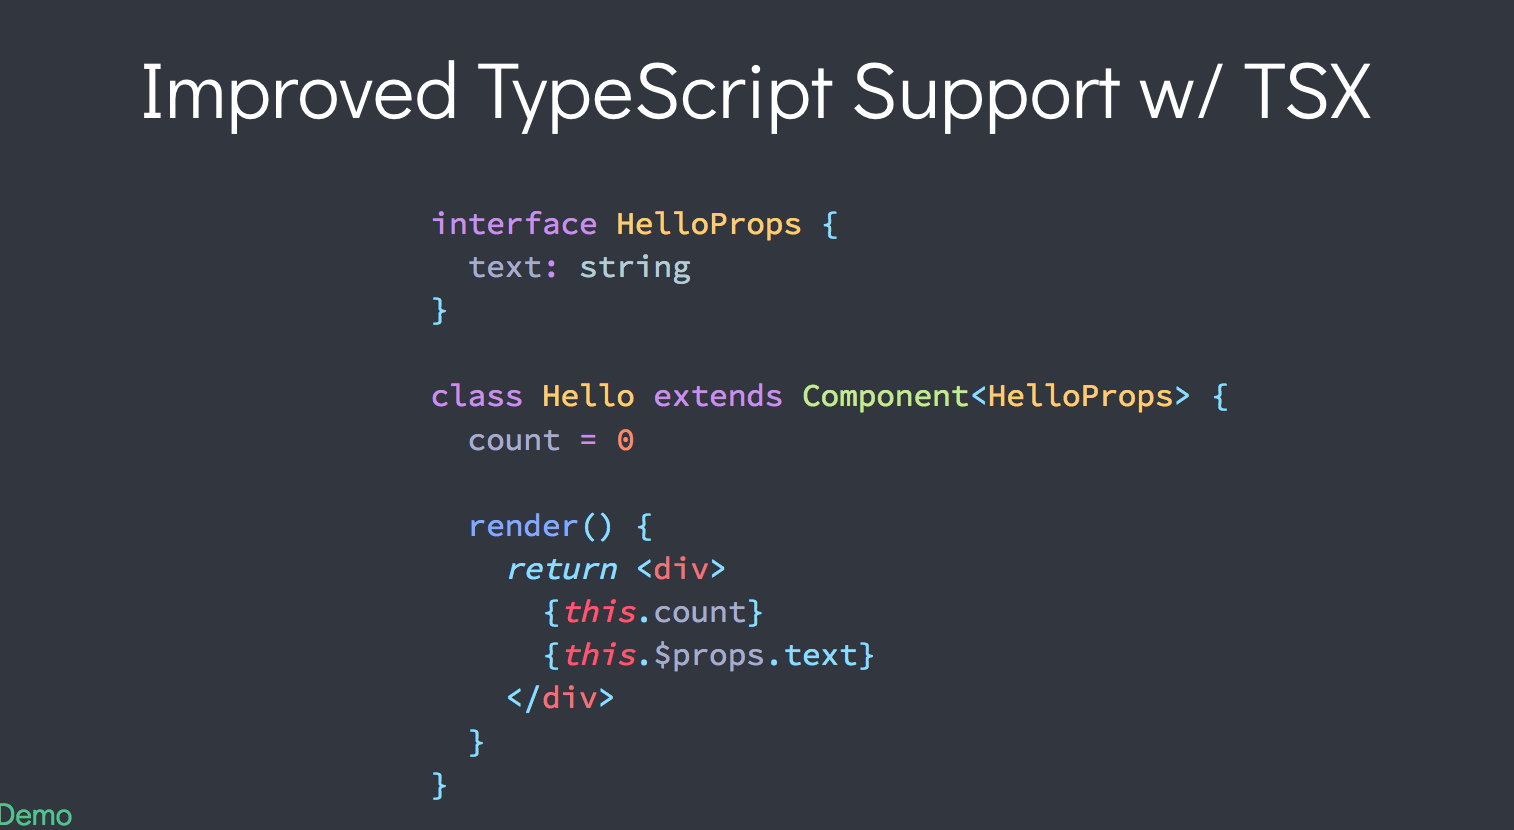 Improved TypeScript Support w/ TSX
interface HelloProps {
  text: string
}
class Hello extends Component<HelloProps> {
  count = 0
  render() {
    return <div>
      {this.count}
      {this.$props.text}
    </div>
  }
}
Demo